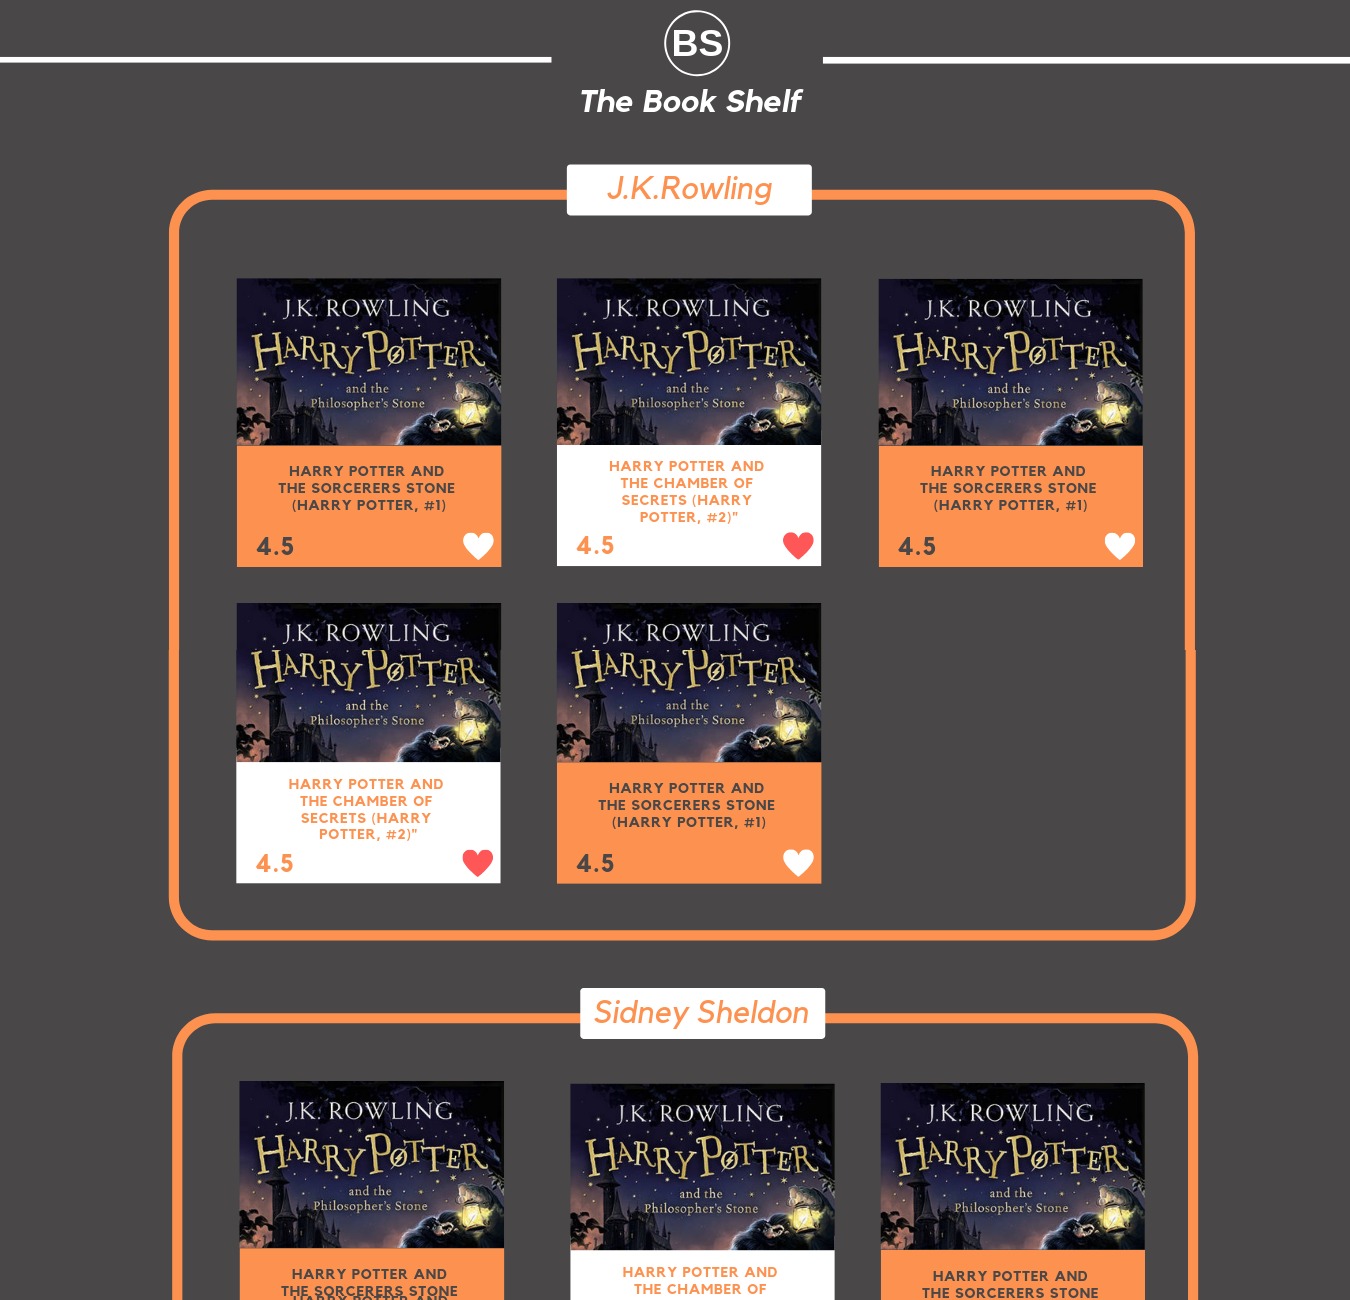 BS
The Book Shelf
J.K.Rowling
J.K. ROWLING
HARRY POTTER
and the
Philosopher's Stone
HARRY POTTER AND
THE SORCERERS STONE
(HARRY POTTER, #1)
4.5
J.K. ROWLING
HARRY POTTER
and the
Philosopher's Stone
HARRY POTTER AND
THE CHAMBER OF
SECRETS (HARRY
POTTER, #2)"
4.5
J.K. ROWLING
HARRY POTTER
and the
Philosopher's Stone
HARRY POTTER AND
THE SORCERERS STONE
(HARRY POTTER, #1)
4.5
J.K. ROWLING
HARRY POTTER
and the
Philosopher's Stone
HARRY POTTER AND
THE CHAMBER OF
SECRETS (HARRY
POTTER, #2)"
4.5
J.K. ROWLING
HARRY POTTER
and the
Philosopher's Stone
HARRY POTTER AND
THE SORCERERS STONE
(HARRY POTTER, #1)
4.5
Sidney Sheldon
J.K. ROWLING
HARRY POTTER
and the
Philosopher's Stone
HARRY POTTER AND
THE SORCERERS STONE
HARRY POTTER AND
J.K. ROWLING
HARRY POTTER
and the
Philosopher's Stone
HARRY POTTER AND
THE CHAMBER OF
J.K. ROWLING
HARRY POTTER
and the
Philosopher's Stone
HARRY POTTER AND
THE SORCERERS STONE